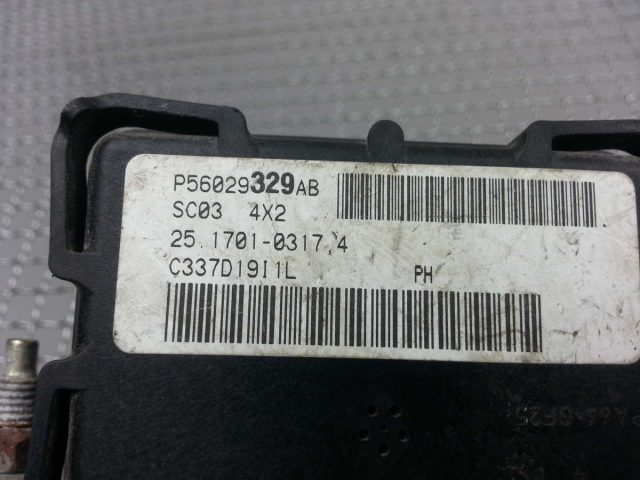 P56029329AB
SC03 4X2
25.1701-0317.4
C337D19I1L PH